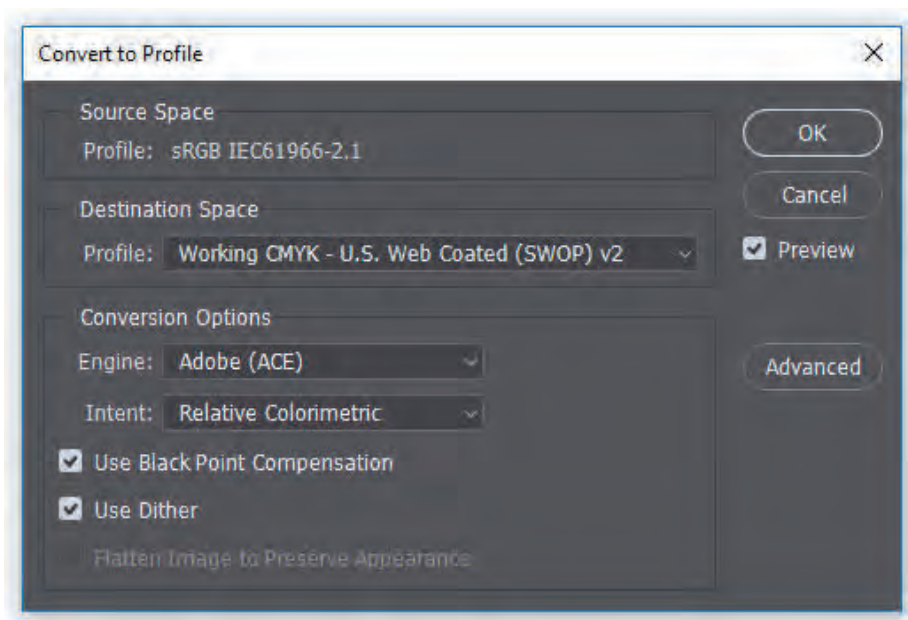 Convert to Profile
Source Space
Profile: sRGB IEC61966-2.1
OK
Cancel
Destination Space
Profile: Working CMYK - U.S. Web Coated (SWOP) v2
Preview
Conversion Options
Engine: Adobe (ACE)
Advanced
Intent: Relative Colorimetric
Use Black Point Compensation
Use Dither
Flatten Image to Preserve Appearance